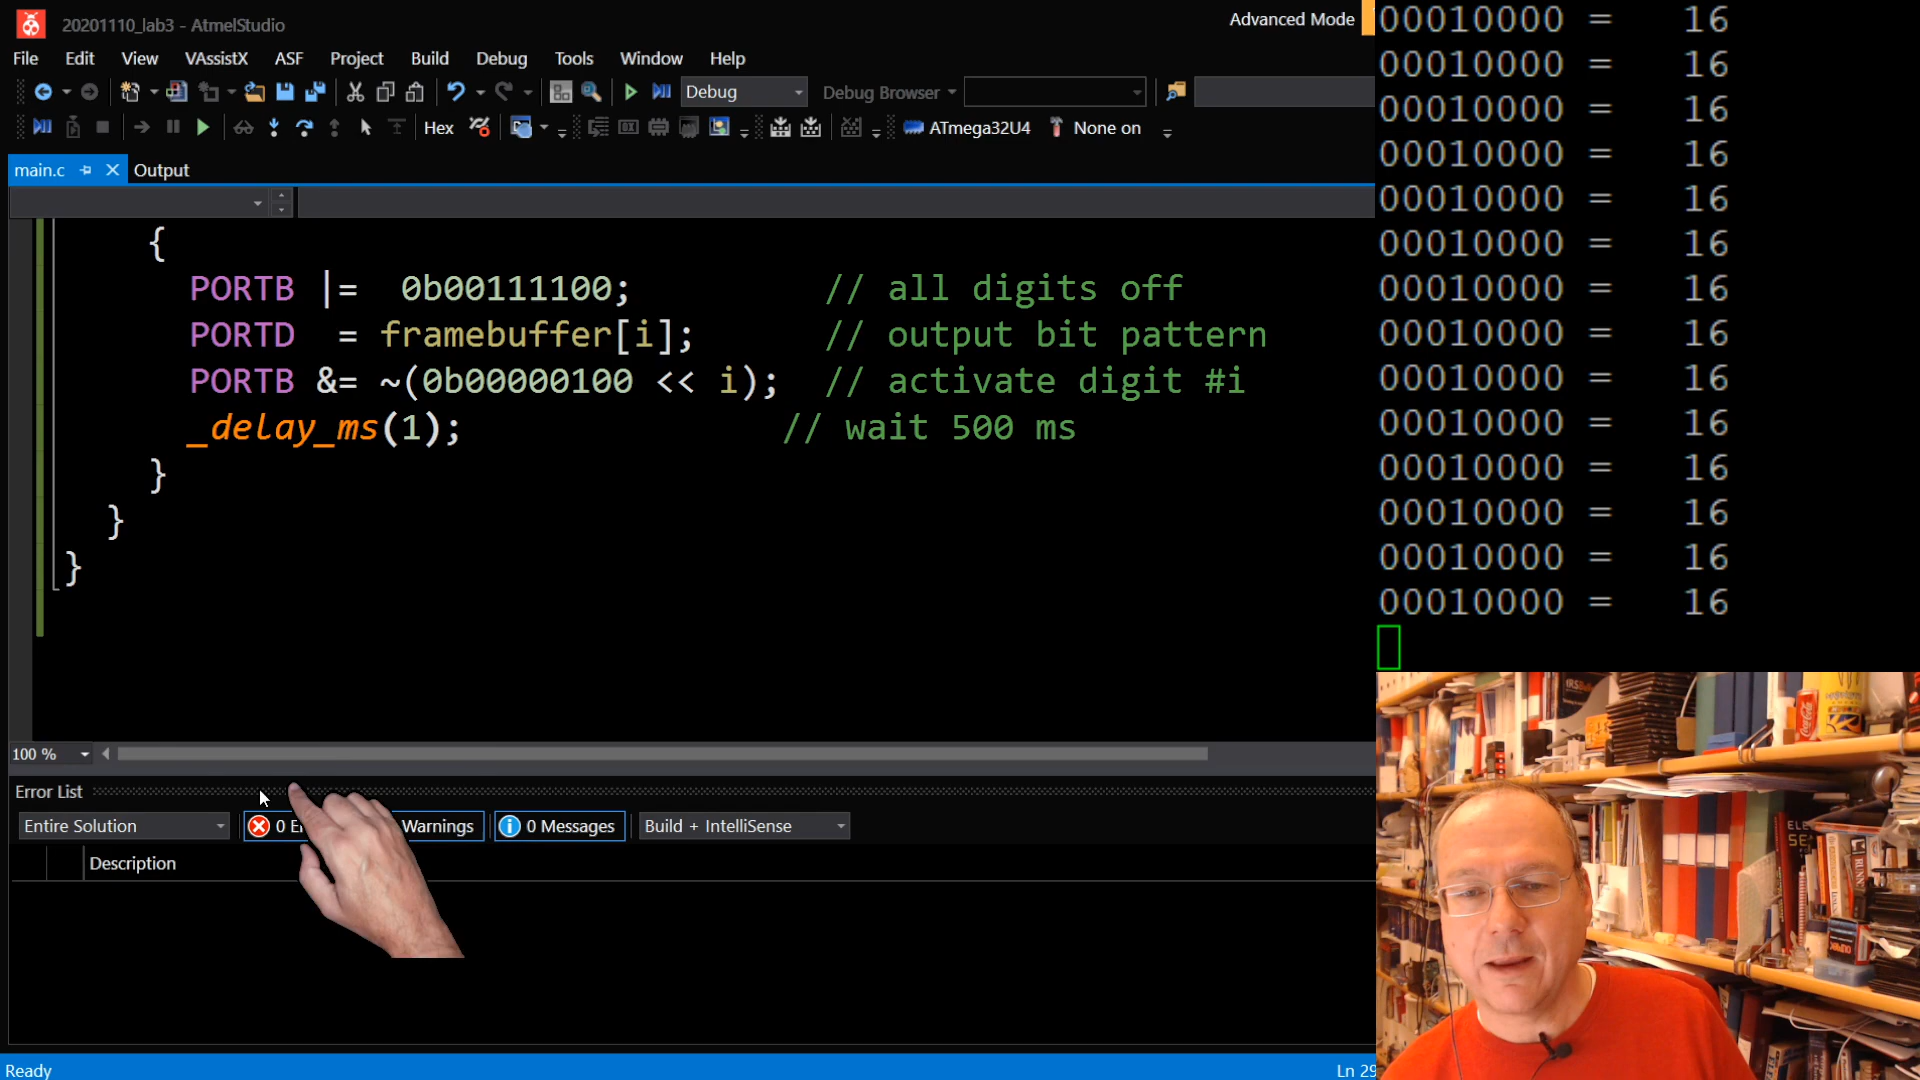 20201110_lab3 - AtmelStudio
Advanced Mode
File Edit View VAssistX ASF Project Build Debug Tools Window Help
Debug Debug Browser
Hex ATmega32U4 None on
main.c Output
{
PORTB |= 0b00111100; // all digits off
PORTD = framebuffer[i]; // output bit pattern
PORTB &= ~(0b00000100 << i); // activate digit #i
_delay_ms(1); // wait 500 ms
}
}
}
100 %
Error List
Entire Solution 0 E Warnings 0 Messages Build + IntelliSense
Description
Ready Ln 29
00010000 = 16
00010000 = 16
00010000 = 16
00010000 = 16
00010000 = 16
00010000 = 16
00010000 = 16
00010000 = 16
00010000 = 16
00010000 = 16
00010000 = 16
00010000 = 16
00010000 = 16
00010000 = 16